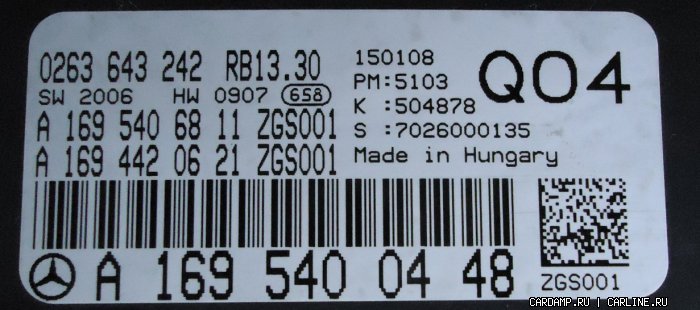 0263 643 242 RB13.30
SW 2006 HW 0907 658
A 169 540 68 11 ZGS001
A 169 442 06 21 ZGS001
150108
PM:5103
K :504878
S :7026000135
Made in Hungary
Q04
A 169 540 04 48
ZGS001
CARDAMP.RU | CARLINE.RU